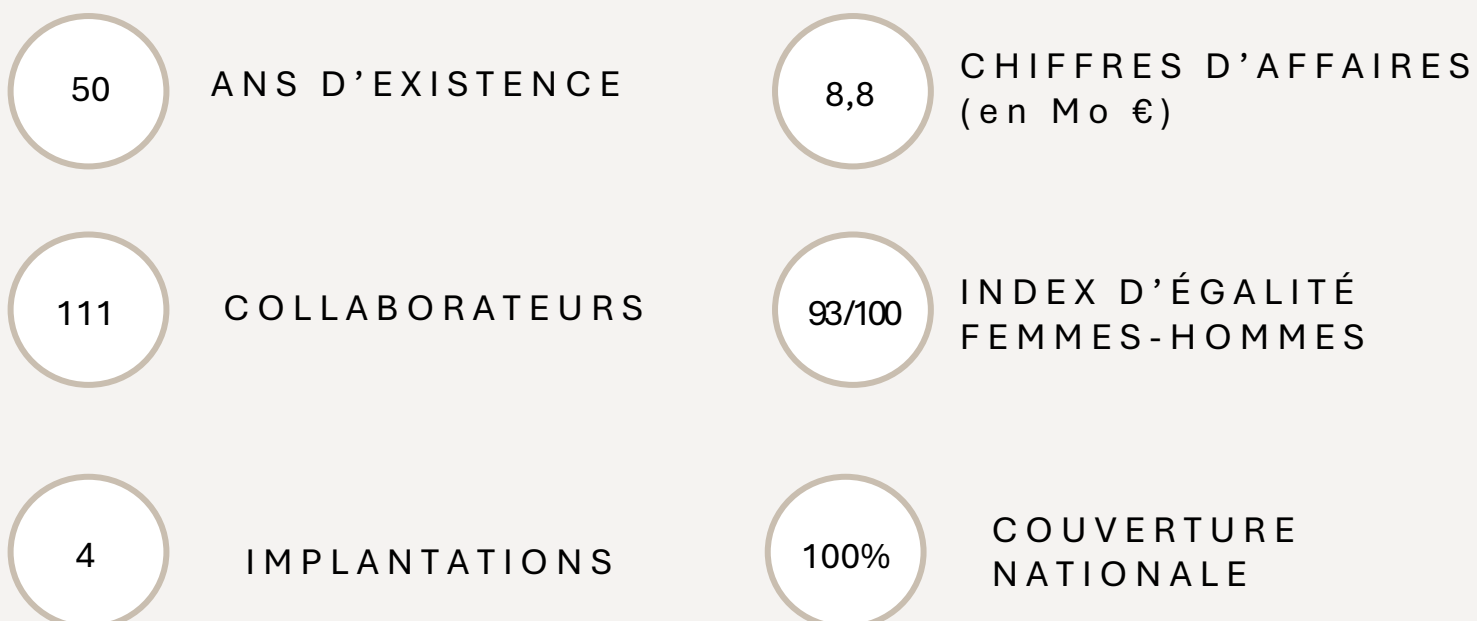 50
ANS D’EXISTENCE
8,8
CHIFFRES D’AFFAIRES
(en Mo €)
111
COLLABORATEURS
93/100
INDEX D’ÉGALITÉ
FEMMES-HOMMES
4
IMPLANTATIONS
100%
COUVERTURE
NATIONALE